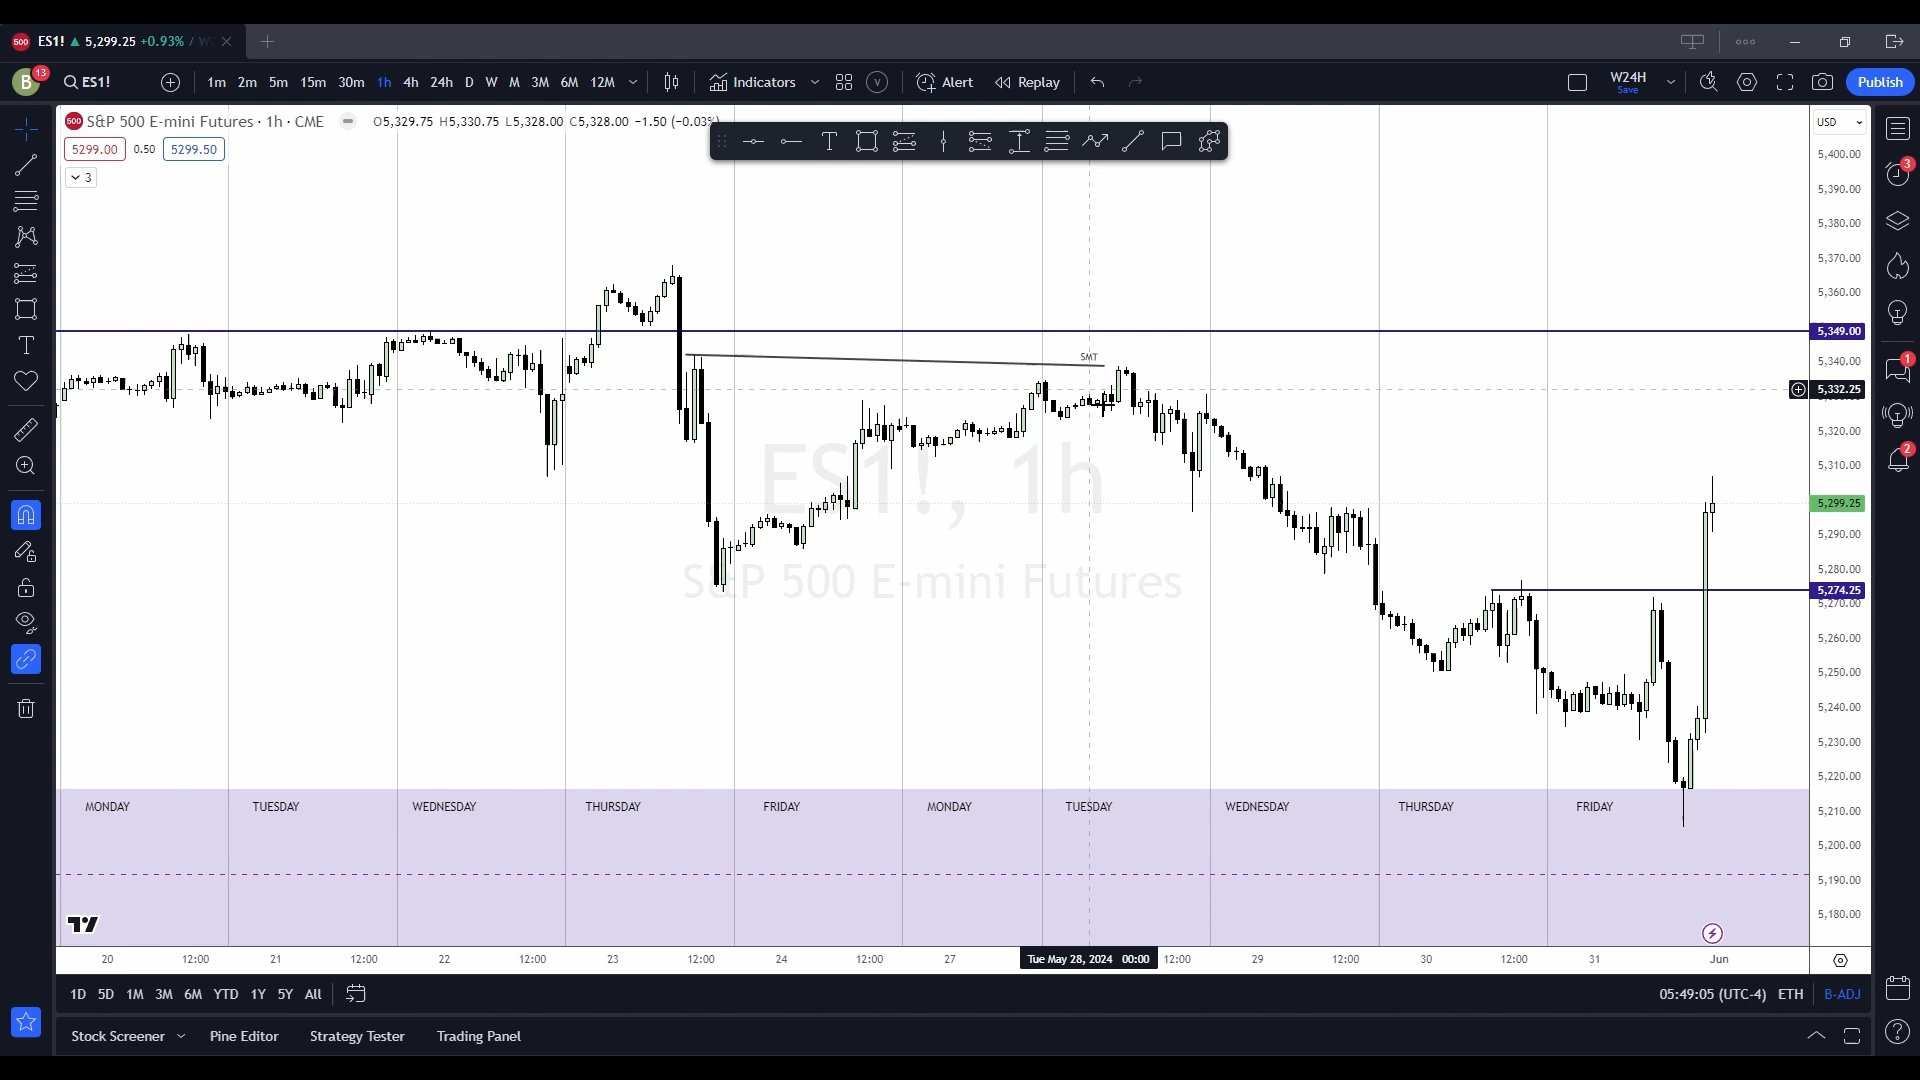 500 ES1! ▲ 5,299.25 +0.93% / W
B 13 ES1! 1m 2m 5m 15m 30m 1h 4h 24h D W M 3M 6M 12M Indicators Alert Replay W24H Save Publish
500 S&P 500 E-mini Futures · 1h · CME O5,329.75 H5,330.75 L5,328.00 C5,328.00 −1.50 (−0.03%) USD
5299.00 0.50 5299.50
3
5,400.00
5,390.00
5,380.00
5,370.00
5,360.00
5,349.00
SMT
5,340.00
5,332.25
5,320.00
5,310.00
5,299.25
5,290.00
5,280.00
5,274.25
5,270.00
5,260.00
5,250.00
5,240.00
5,230.00
5,220.00
5,210.00
5,200.00
5,190.00
5,180.00
ES1!, 1h
S&P 500 E-mini Futures
MONDAY TUESDAY WEDNESDAY THURSDAY FRIDAY MONDAY TUESDAY WEDNESDAY THURSDAY FRIDAY
20 12:00 21 12:00 22 12:00 23 12:00 24 12:00 27 Tue May 28, 2024 00:00 12:00 29 12:00 30 12:00 31 Jun
1D 5D 1M 3M 6M YTD 1Y 5Y All 05:49:05 (UTC-4) ETH B-ADJ
Stock Screener Pine Editor Strategy Tester Trading Panel
3
1
2